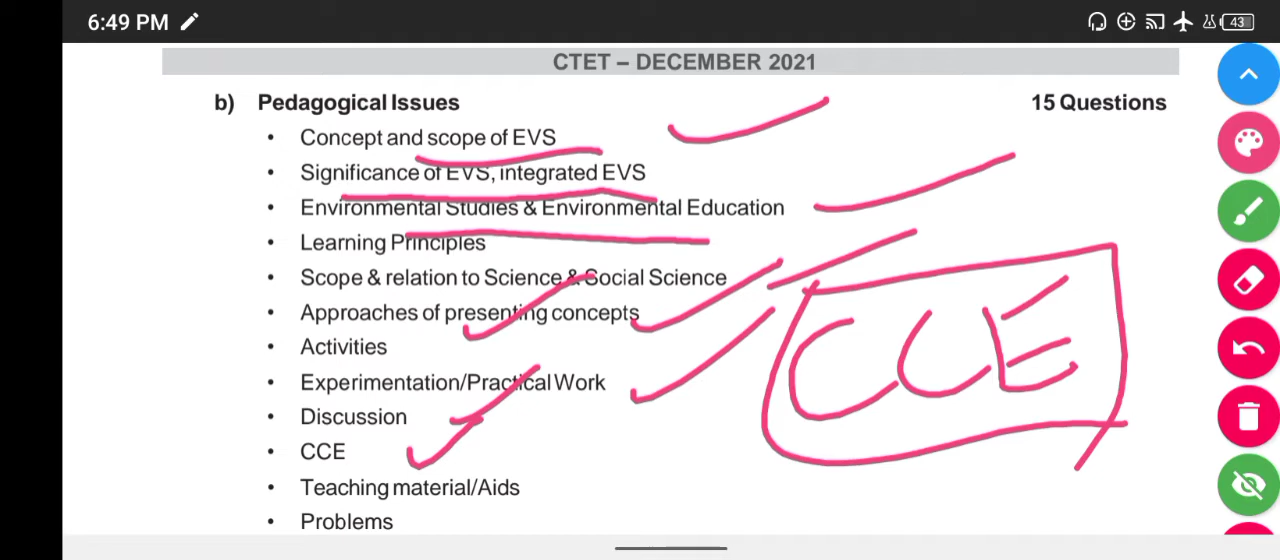 6:49 PM 43
CTET – DECEMBER 2021
b) Pedagogical Issues 15 Questions
• Concept and scope of EVS
• Significance of EVS, integrated EVS
• Environmental Studies & Environmental Education
• Learning Principles
• Scope & relation to Science & Social Science
• Approaches of presenting concepts
• Activities
• Experimentation/Practical Work
• Discussion
• CCE
• Teaching material/Aids
• Problems
CCE